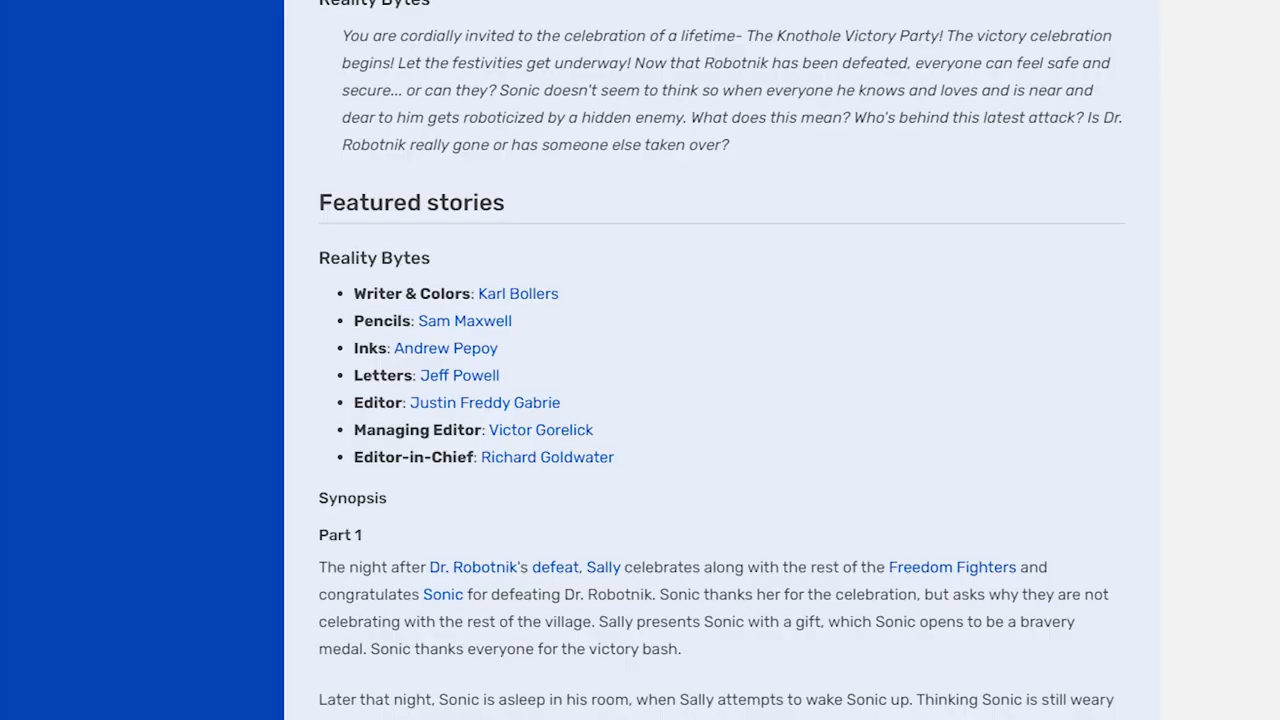 Reality Bytes
You are cordially invited to the celebration of a lifetime- The Knothole Victory Party! The victory celebration
begins! Let the festivities get underway! Now that Robotnik has been defeated, everyone can feel safe and
secure... or can they? Sonic doesn't seem to think so when everyone he knows and loves and is near and
dear to him gets roboticized by a hidden enemy. What does this mean? Who's behind this latest attack? Is Dr.
Robotnik really gone or has someone else taken over?
Featured stories
Reality Bytes
• Writer & Colors: Karl Bollers
• Pencils: Sam Maxwell
• Inks: Andrew Pepoy
• Letters: Jeff Powell
• Editor: Justin Freddy Gabrie
• Managing Editor: Victor Gorelick
• Editor-in-Chief: Richard Goldwater
Synopsis
Part 1
The night after Dr. Robotnik's defeat, Sally celebrates along with the rest of the Freedom Fighters and
congratulates Sonic for defeating Dr. Robotnik. Sonic thanks her for the celebration, but asks why they are not
celebrating with the rest of the village. Sally presents Sonic with a gift, which Sonic opens to be a bravery
medal. Sonic thanks everyone for the victory bash.
Later that night, Sonic is asleep in his room, when Sally attempts to wake Sonic up. Thinking Sonic is still weary